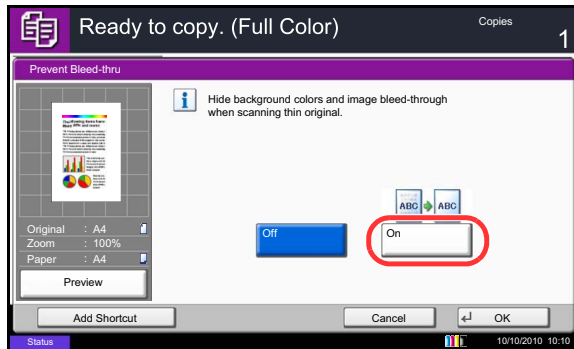 Ready to copy. (Full Color)
Copies
1
Prevent Bleed-thru
Hide background colors and image bleed-through
when scanning thin original.
ABC ABC
Original : A4
Zoom : 100%
Paper : A4
Off
On
Preview
Add Shortcut
Cancel
OK
Status
10/10/2010 10:10